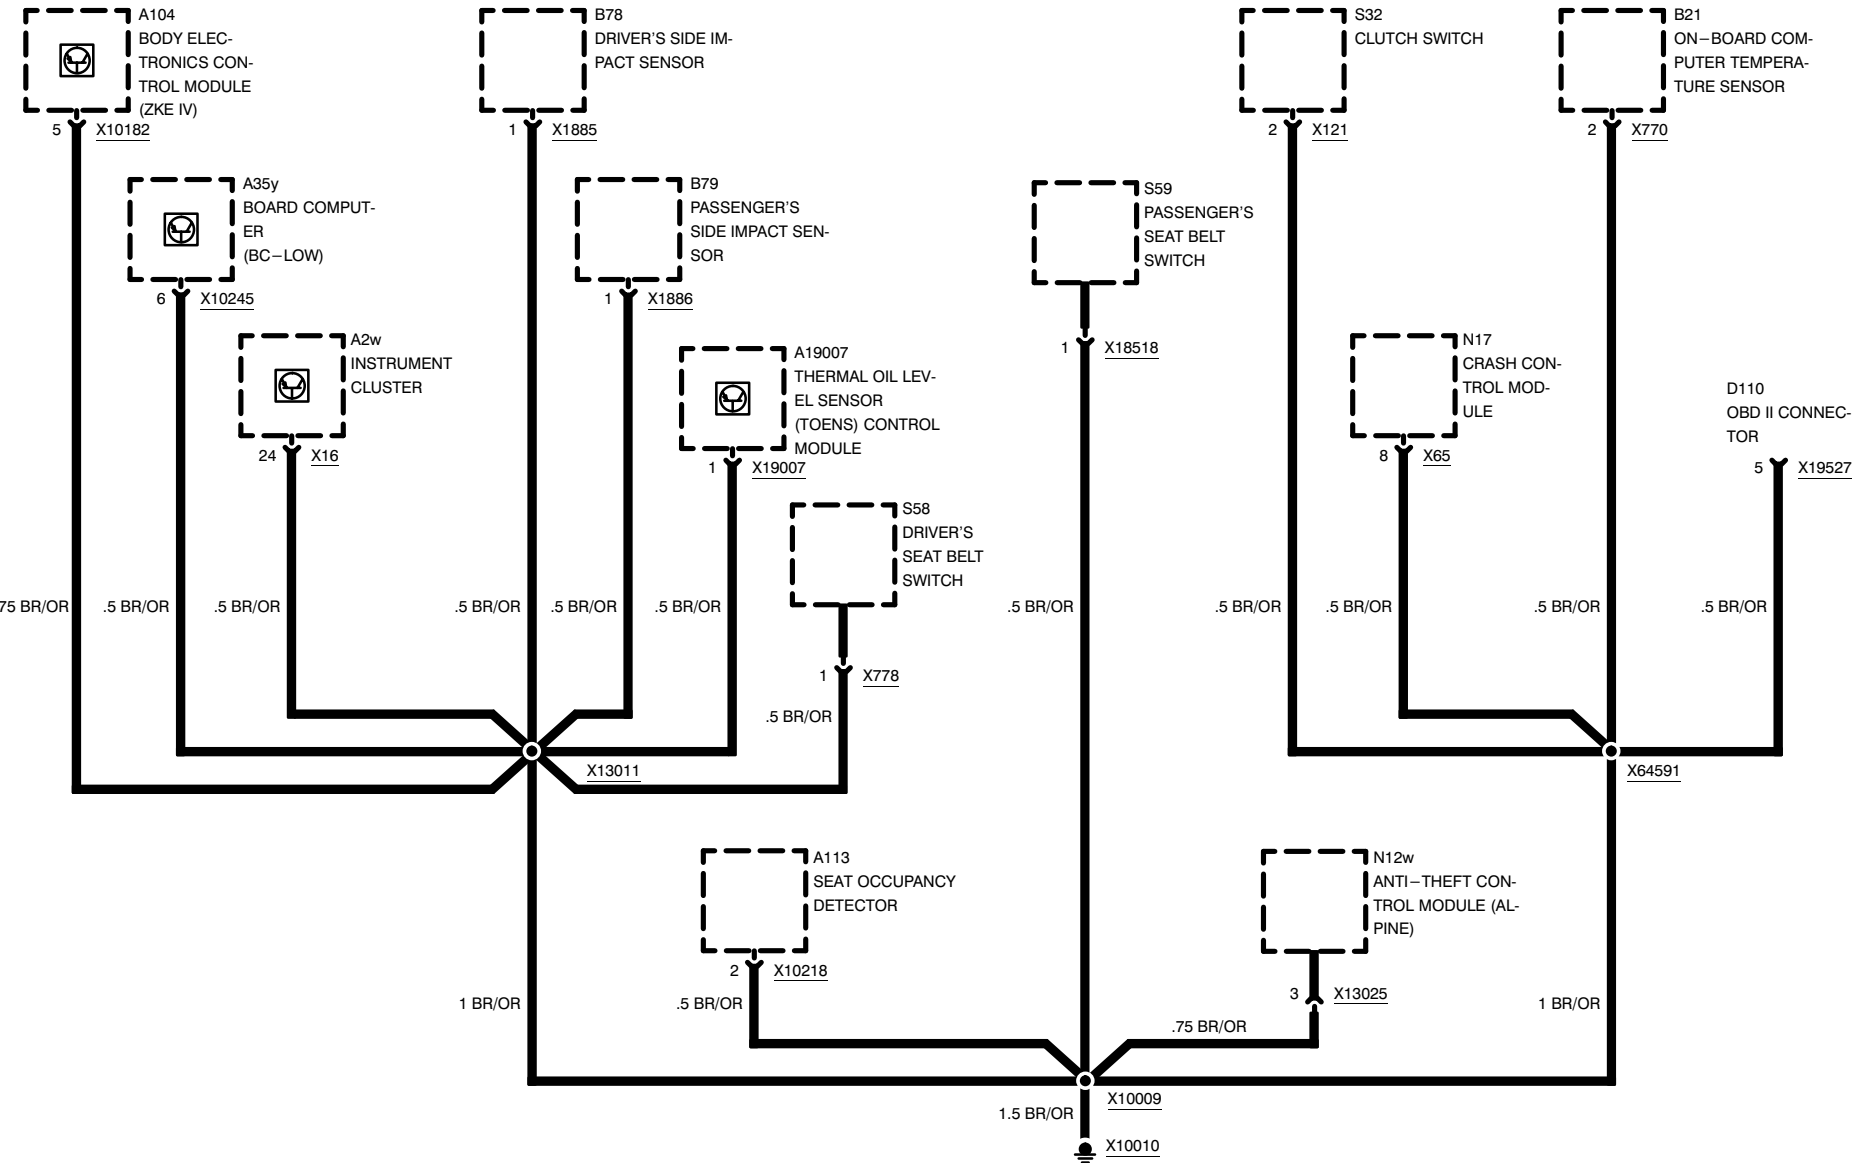 A104
BODY ELEC-
TRONICS CON-
TROL MODULE
(ZKE IV)
5 X10182
B78
DRIVER'S SIDE IM-
PACT SENSOR
1 X1885
S32
CLUTCH SWITCH
2 X121
B21
ON-BOARD COM-
PUTER TEMPERA-
TURE SENSOR
2 X770
A35y
BOARD COMPUT-
ER
(BC-LOW)
6 X10245
B79
PASSENGER'S
SIDE IMPACT SEN-
SOR
1 X1886
S59
PASSENGER'S
SEAT BELT
SWITCH
1 X18518
A2w
INSTRUMENT
CLUSTER
24 X16
A19007
THERMAL OIL LEV-
EL SENSOR
(TOENS) CONTROL
MODULE
1 X19007
N17
CRASH CON-
TROL MOD-
ULE
8 X65
D110
OBD II CONNEC-
TOR
5 X19527
S58
DRIVER'S
SEAT BELT
SWITCH
1 X778
75 BR/OR
.5 BR/OR
.5 BR/OR
.5 BR/OR
.5 BR/OR
.5 BR/OR
.5 BR/OR
.5 BR/OR
.5 BR/OR
.5 BR/OR
.5 BR/OR
.5 BR/OR
X13011
X64591
A113
SEAT OCCUPANCY
DETECTOR
2 X10218
N12w
ANTI-THEFT CON-
TROL MODULE (AL-
PINE)
3 X13025
1 BR/OR
.5 BR/OR
.75 BR/OR
1 BR/OR
X10009
1.5 BR/OR
X10010